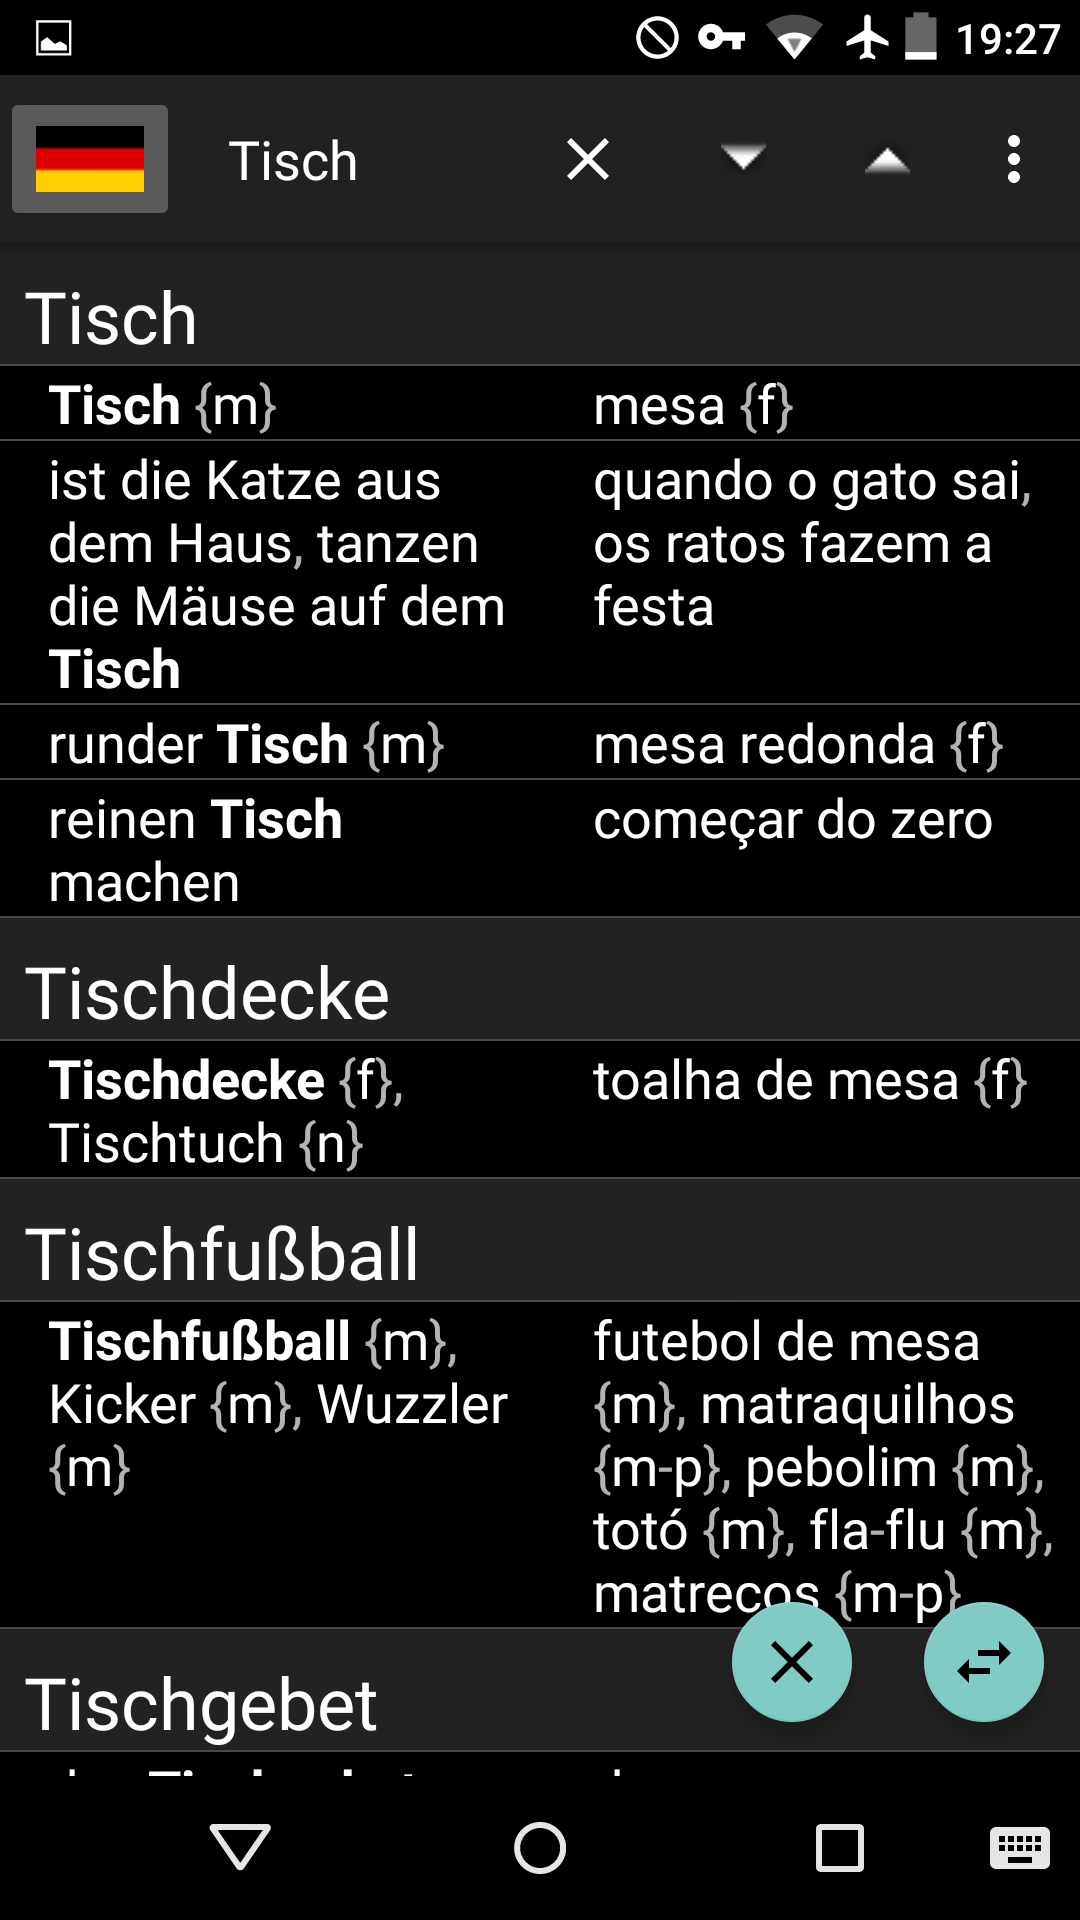 19:27
Tisch
Tisch
Tisch {m}
mesa {f}
ist die Katze aus
dem Haus, tanzen
die Mäuse auf dem
Tisch
quando o gato sai,
os ratos fazem a
festa
runder Tisch {m}
mesa redonda {f}
reinen Tisch
machen
começar do zero
Tischdecke
Tischdecke {f},
Tischtuch {n}
toalha de mesa {f}
Tischfußball
Tischfußball {m},
Kicker {m}, Wuzzler
{m}
futebol de mesa
{m}, matraquilhos
{m-p}, pebolim {m},
totó {m}, fla-flu {m},
matrecos {m-p}
Tischgebet